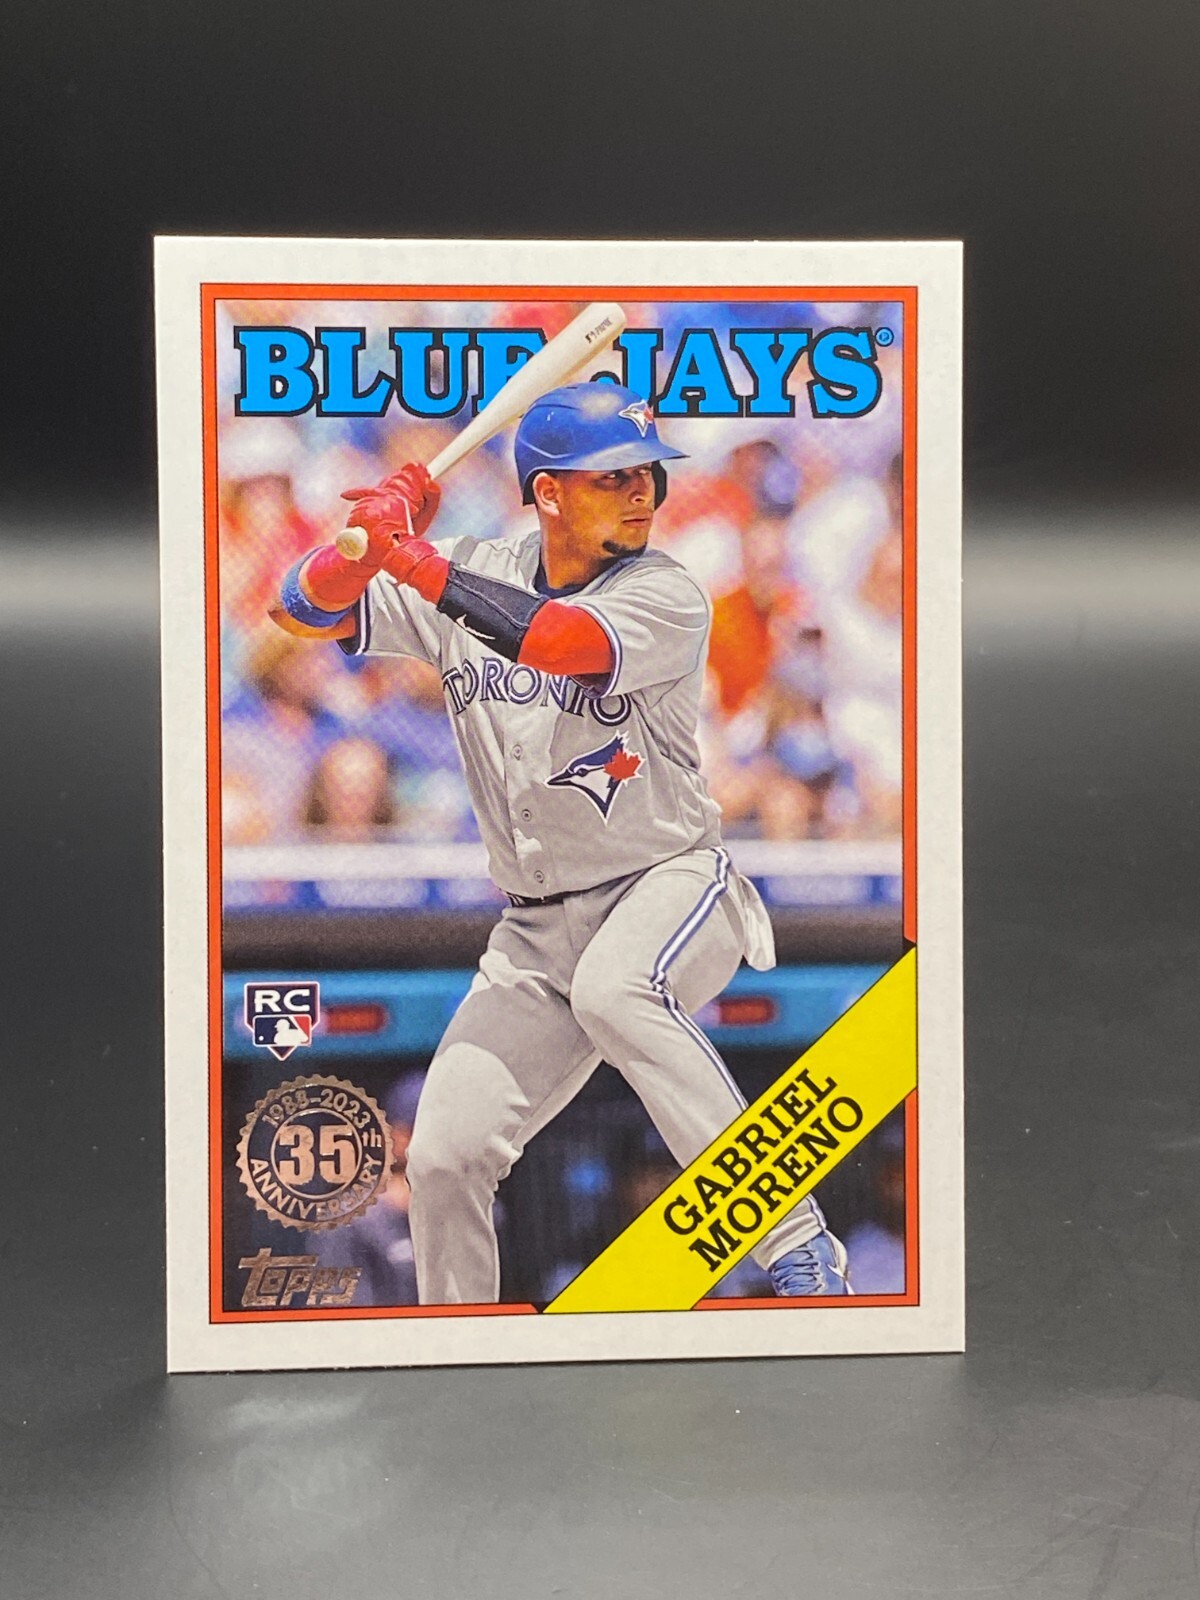 BLUE JAYS
TORONTO
RC
1988-2023
35th
ANNIVERSARY
Topps
GABRIEL
MORENO